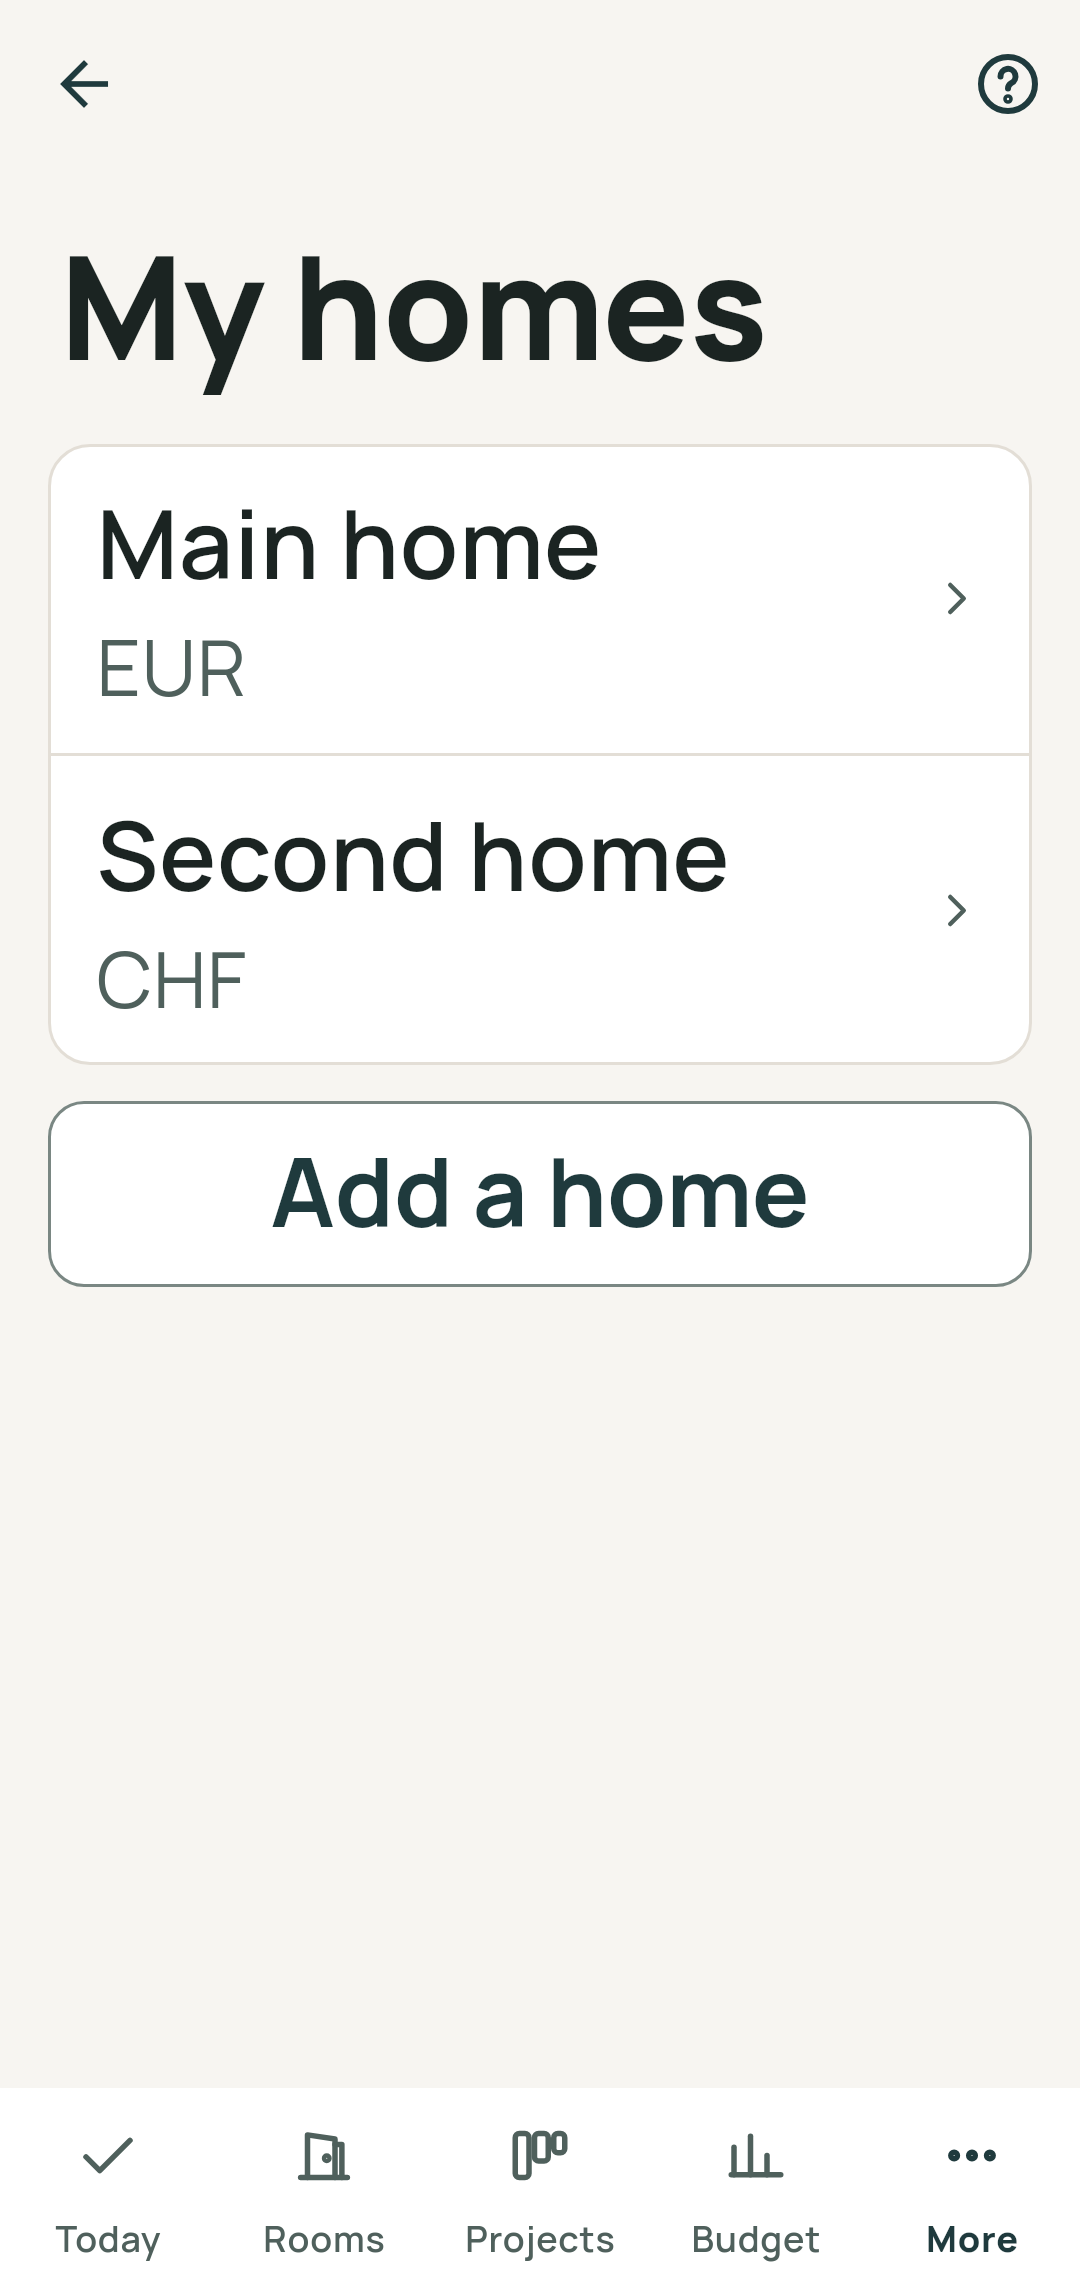 My homes
Main home
EUR
Second home
CHF
Add a home
Today
Rooms
Projects
Budget
More